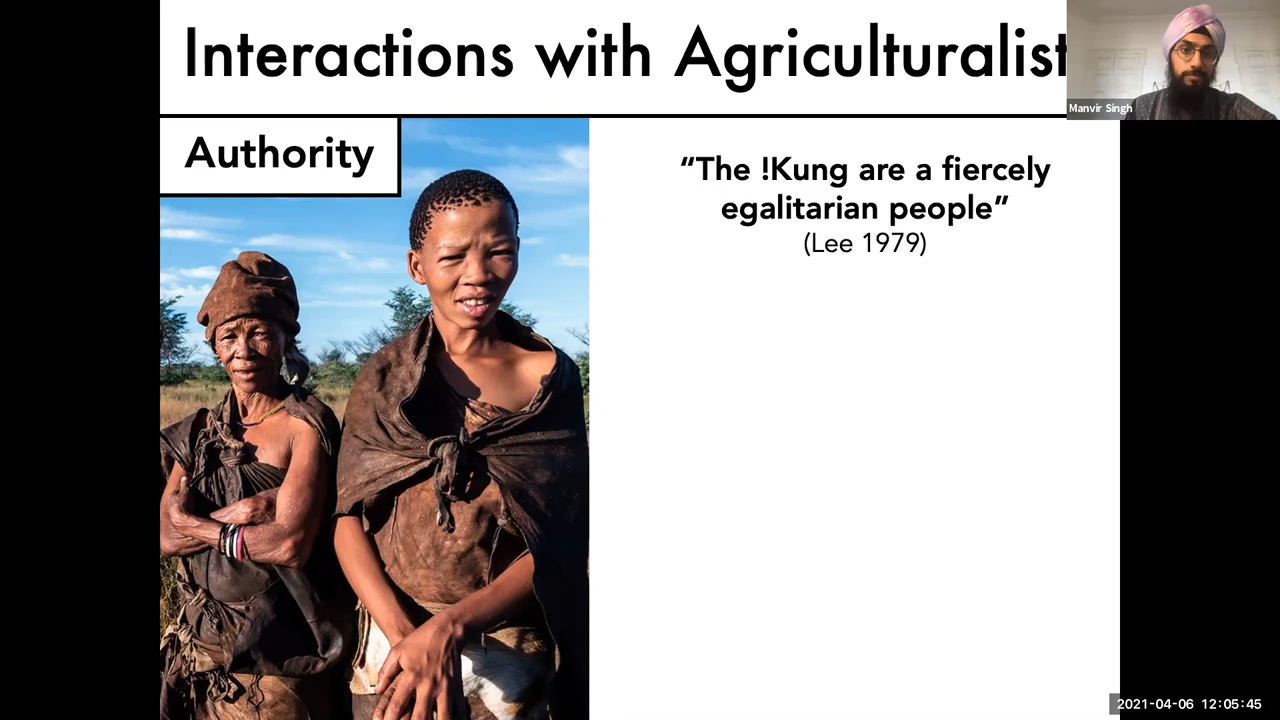 Interactions with Agriculturalist
Manvir Singh
Authority
“The !Kung are a fiercely
egalitarian people”
(Lee 1979)
2021-04-06 12:05:45